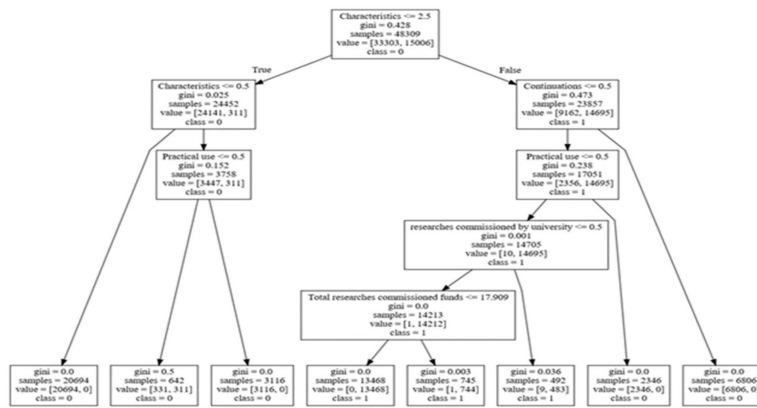 Characteristics <= 2.5
gini = 0.428
samples = 48309
value = [33303, 15006]
class = 0
True
False
Characteristics <= 0.5
gini = 0.025
samples = 24452
value = [24141, 311]
class = 0
Continuations <= 0.5
gini = 0.473
samples = 23857
value = [9162, 14695]
class = 1
Practical use <= 0.5
gini = 0.152
samples = 3758
value = [3447, 311]
class = 0
Practical use <= 0.5
gini = 0.238
samples = 17051
value = [2356, 14695]
class = 1
researches commissioned by university <= 0.5
gini = 0.001
samples = 14705
value = [10, 14695]
class = 1
Total researches commissioned funds <= 17.909
gini = 0.0
samples = 14213
value = [1, 14212]
class = 1
gini = 0.0
samples = 20694
value = [20694, 0]
class = 0
gini = 0.5
samples = 642
value = [331, 311]
class = 0
gini = 0.0
samples = 3116
value = [3116, 0]
class = 0
gini = 0.0
samples = 13468
value = [0, 13468]
class = 1
gini = 0.003
samples = 745
value = [1, 744]
class = 1
gini = 0.036
samples = 492
value = [9, 483]
class = 1
gini = 0.0
samples = 2346
value = [2346, 0]
class = 0
gini = 0.0
samples = 6806
value = [6806, 0]
class = 0